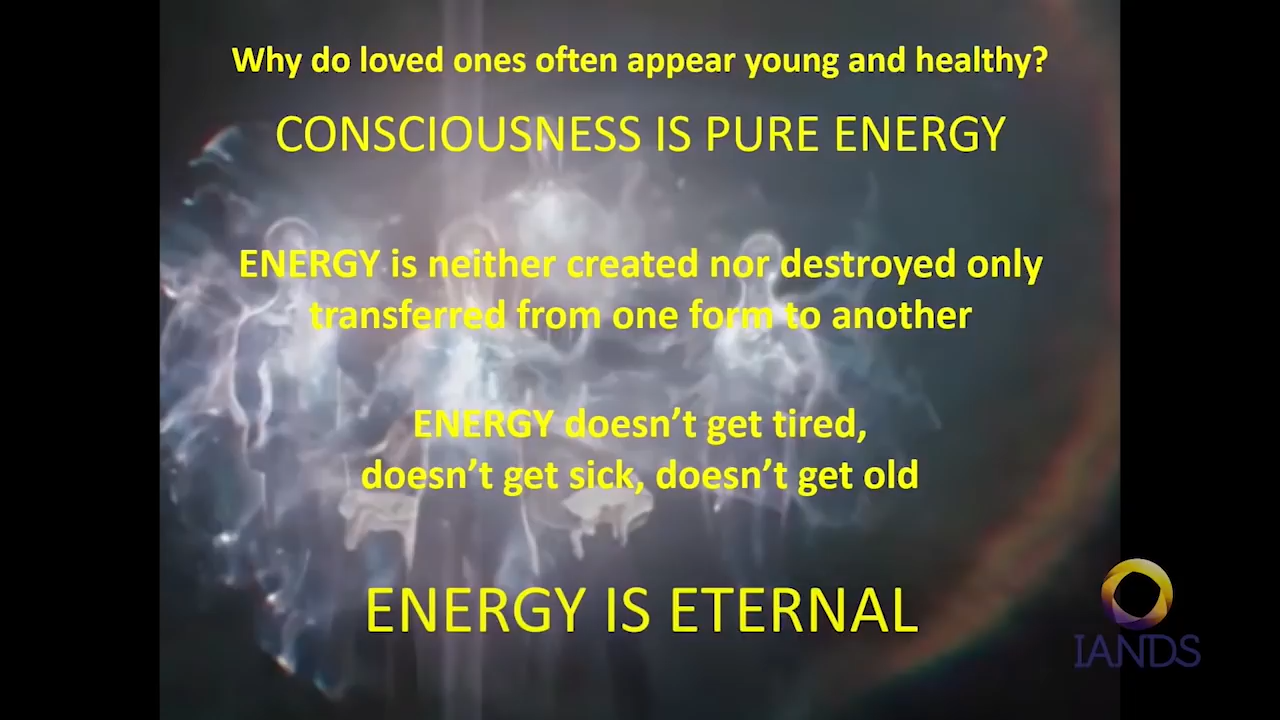 Why do loved ones often appear young and healthy?
CONSCIOUSNESS IS PURE ENERGY
ENERGY is neither created nor destroyed only
transferred from one form to another
ENERGY doesn’t get tired,
doesn’t get sick, doesn’t get old
ENERGY IS ETERNAL
IANDS